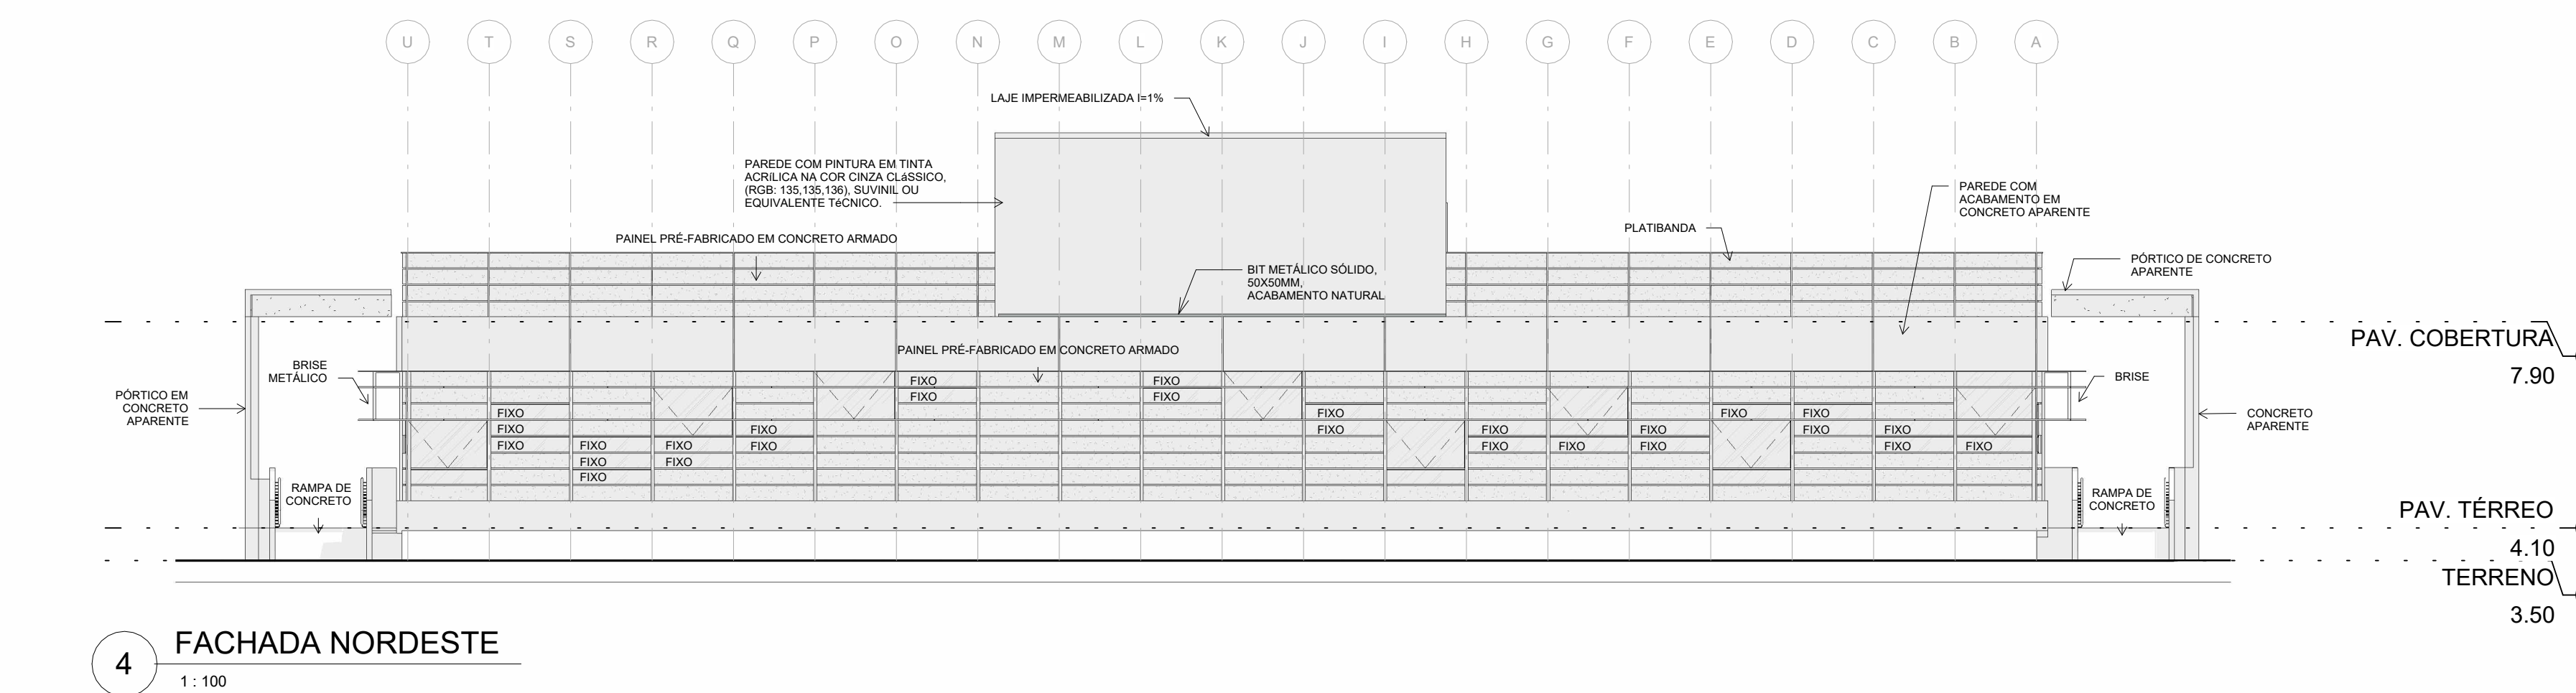 U T S R Q P O N M L K J I H G F E D C B A
LAJE IMPERMEABILIZADA I=1%
PAREDE COM PINTURA EM TINTA
ACRíLICA NA COR CINZA CLáSSICO,
(RGB: 135,135,136), SUVINIL OU
EQUIVALENTE TéCNICO.
PAREDE COM
ACABAMENTO EM
CONCRETO APARENTE
PLATIBANDA
PAINEL PRÉ-FABRICADO EM CONCRETO ARMADO
PÓRTICO DE CONCRETO
APARENTE
BIT METÁLICO SÓLIDO,
50X50MM,
ACABAMENTO NATURAL
PAV. COBERTURA
7.90
PAINEL PRÉ-FABRICADO EM CONCRETO ARMADO
BRISE
METÁLICO
BRISE
PÓRTICO EM
CONCRETO
APARENTE
CONCRETO
APARENTE
FIXO FIXO
FIXO FIXO
FIXO FIXO FIXO FIXO
FIXO FIXO FIXO FIXO FIXO FIXO FIXO
FIXO FIXO FIXO FIXO FIXO FIXO FIXO FIXO FIXO
FIXO FIXO
FIXO
RAMPA DE
CONCRETO
RAMPA DE
CONCRETO
PAV. TÉRREO
4.10
TERRENO
3.50
4 FACHADA NORDESTE
1 : 100